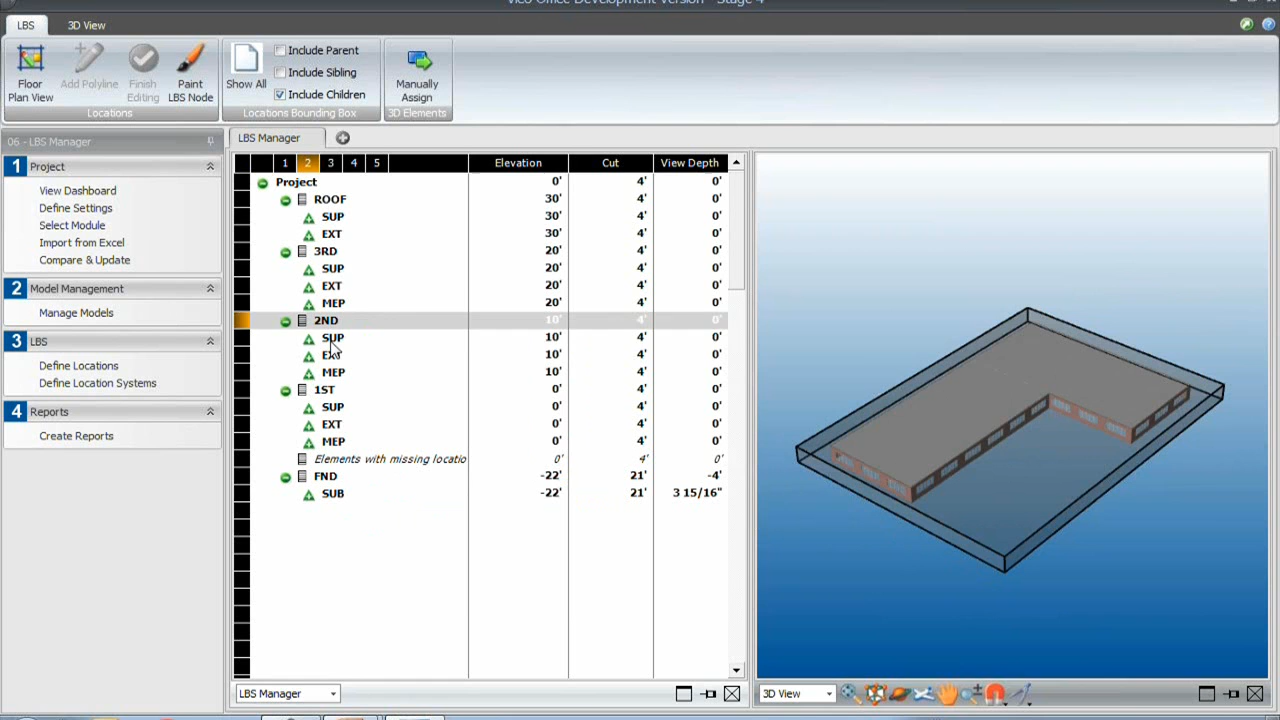 Vico Office Development Version - Stage 4
LBS 3D View
Floor Plan View
Add Polyline
Finish Editing
Paint LBS Node
Locations
Show All
Include Parent
Include Sibling
Include Children
Locations Bounding Box
Manually Assign
3D Elements
06 - LBS Manager
1 Project
View Dashboard
Define Settings
Select Module
Import from Excel
Compare & Update
2 Model Management
Manage Models
3 LBS
Define Locations
Define Location Systems
4 Reports
Create Reports
LBS Manager
1 2 3 4 5 Elevation Cut View Depth
Project 0' 4' 0'
ROOF 30' 4' 0'
SUP 30' 4' 0'
EXT 30' 4' 0'
3RD 20' 4' 0'
SUP 20' 4' 0'
EXT 20' 4' 0'
MEP 20' 4' 0'
2ND 10' 4' 0'
SUP 10' 4' 0'
EXT 10' 4' 0'
MEP 10' 4' 0'
1ST 0' 4' 0'
SUP 0' 4' 0'
EXT 0' 4' 0'
MEP 0' 4' 0'
Elements with missing locatio 0' 4' 0'
FND -22' 21' -4'
SUB -22' 21' 3 15/16"
LBS Manager
3D View